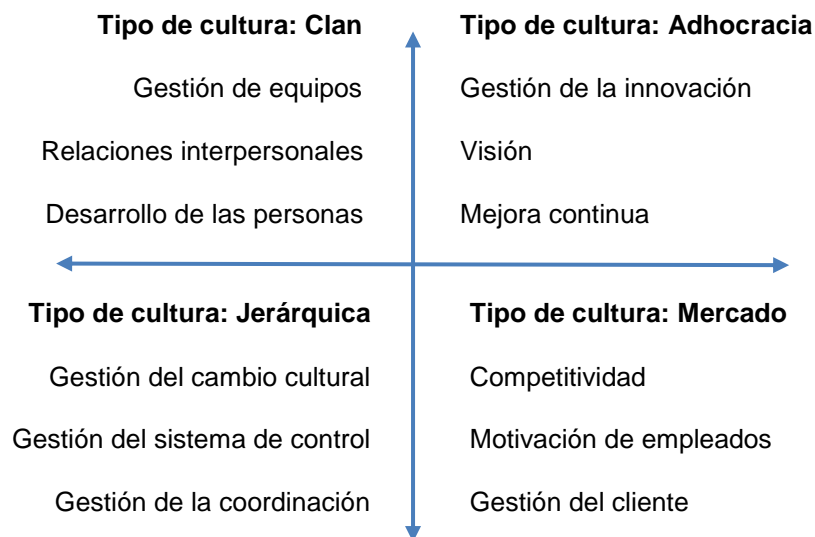 Tipo de cultura: Clan
Gestión de equipos
Relaciones interpersonales
Desarrollo de las personas
Tipo de cultura: Adhocracia
Gestión de la innovación
Visión
Mejora continua
Tipo de cultura: Jerárquica
Gestión del cambio cultural
Gestión del sistema de control
Gestión de la coordinación
Tipo de cultura: Mercado
Competitividad
Motivación de empleados
Gestión del cliente